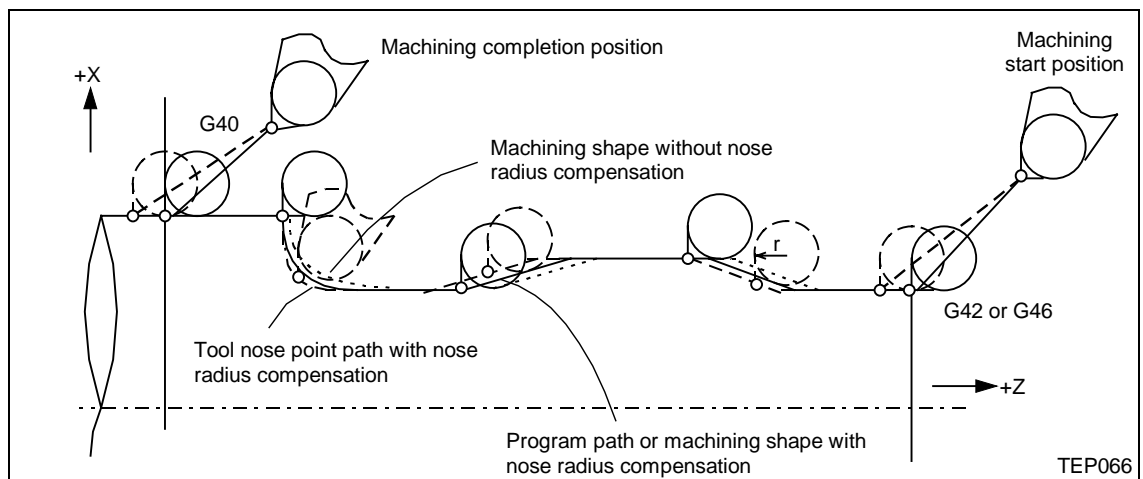 Machining completion position
Machining
start position
+X
G40
Machining shape without nose
radius compensation
r
G42 or G46
Tool nose point path with nose
radius compensation
+Z
Program path or machining shape with
nose radius compensation
TEP066